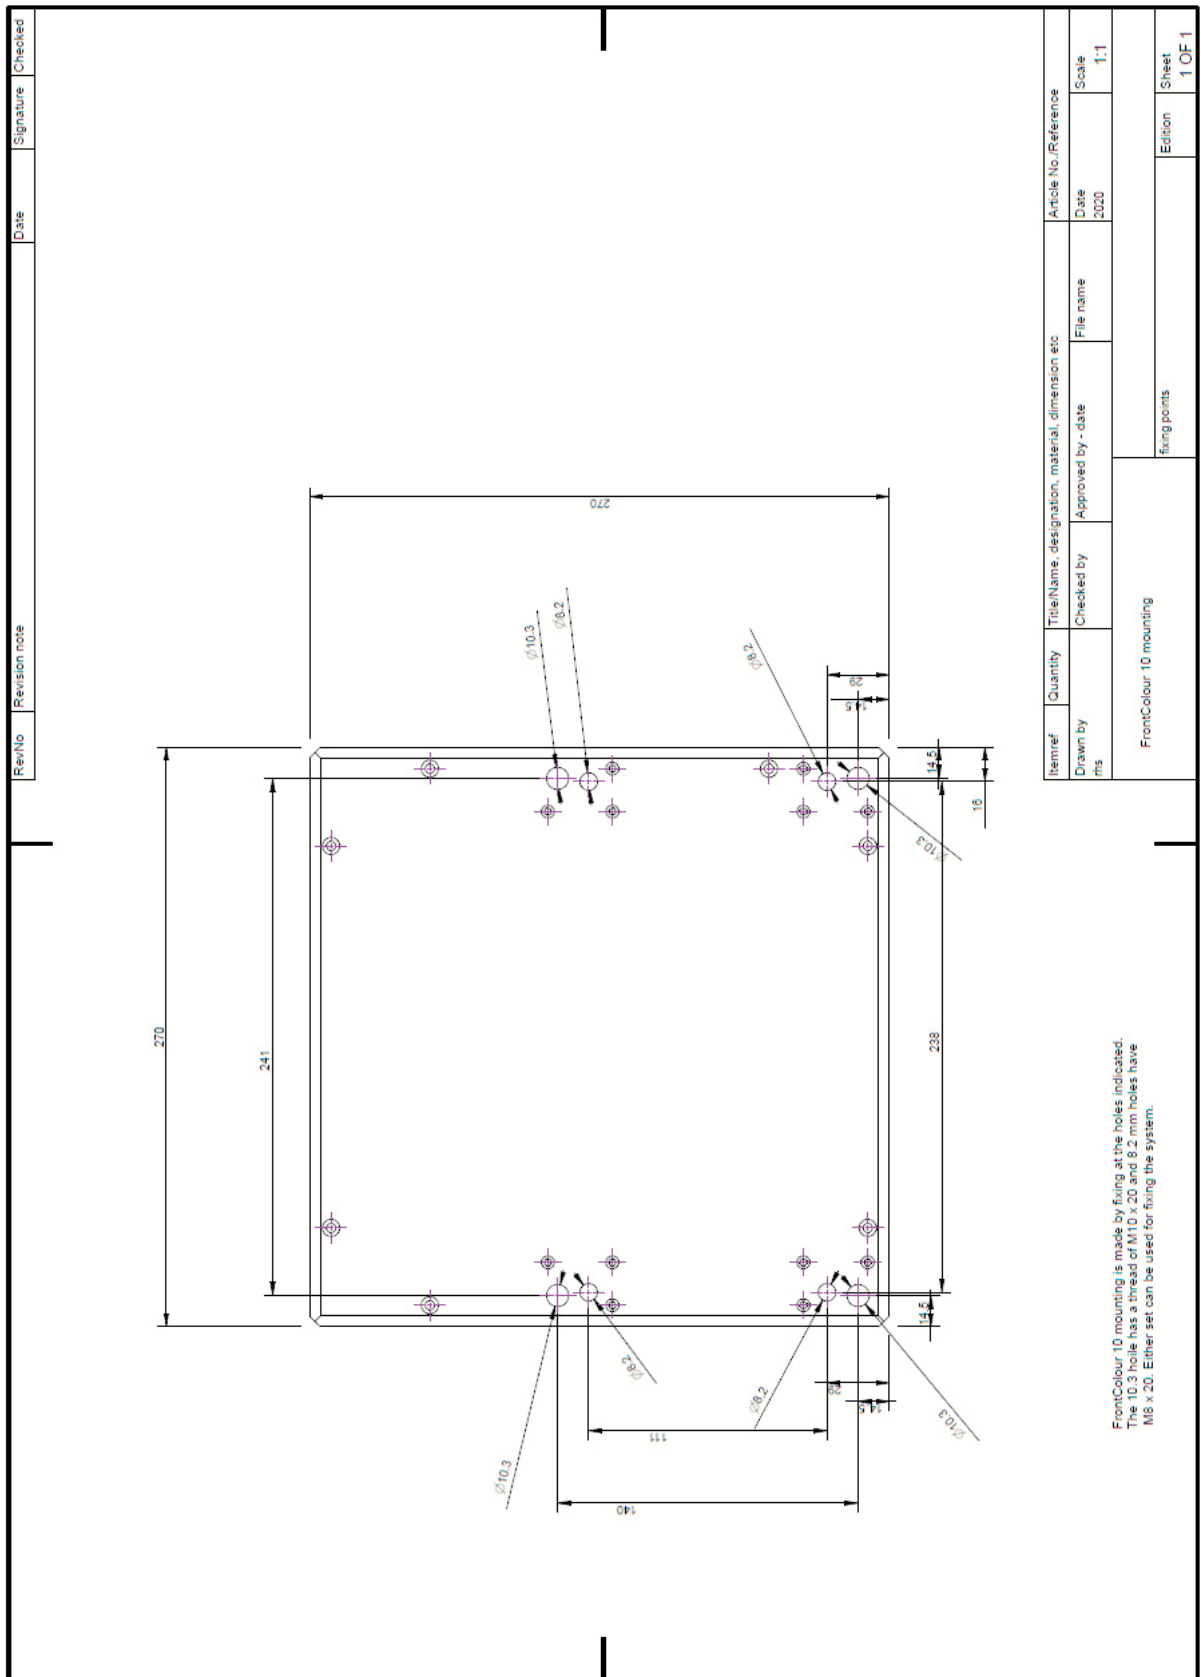 RevNo Revision note Date Signature Checked
270
241
Ø10.3
Ø10.3
Ø8.2
Ø8.2
270
140
111
Ø8.2
Ø8.2
29
29
14.5
14.5
Ø10.3
Ø10.3
14.5
238
14.5
16
Itemref Quantity Title/Name, designation, material, dimension etc Article No./Reference
Drawn by Checked by Approved by - date File name Date Scale
rhs 2020 1:1
FrontColour 10 mounting
fixing points Edition Sheet
1 OF 1
FrontColour 10 mounting is made by fixing at the holes indicated.
The 10.3 hoile has a thread of M10 x 20 and 8.2 mm holes have
M8 x 20. Either set can be used for fixing the system.